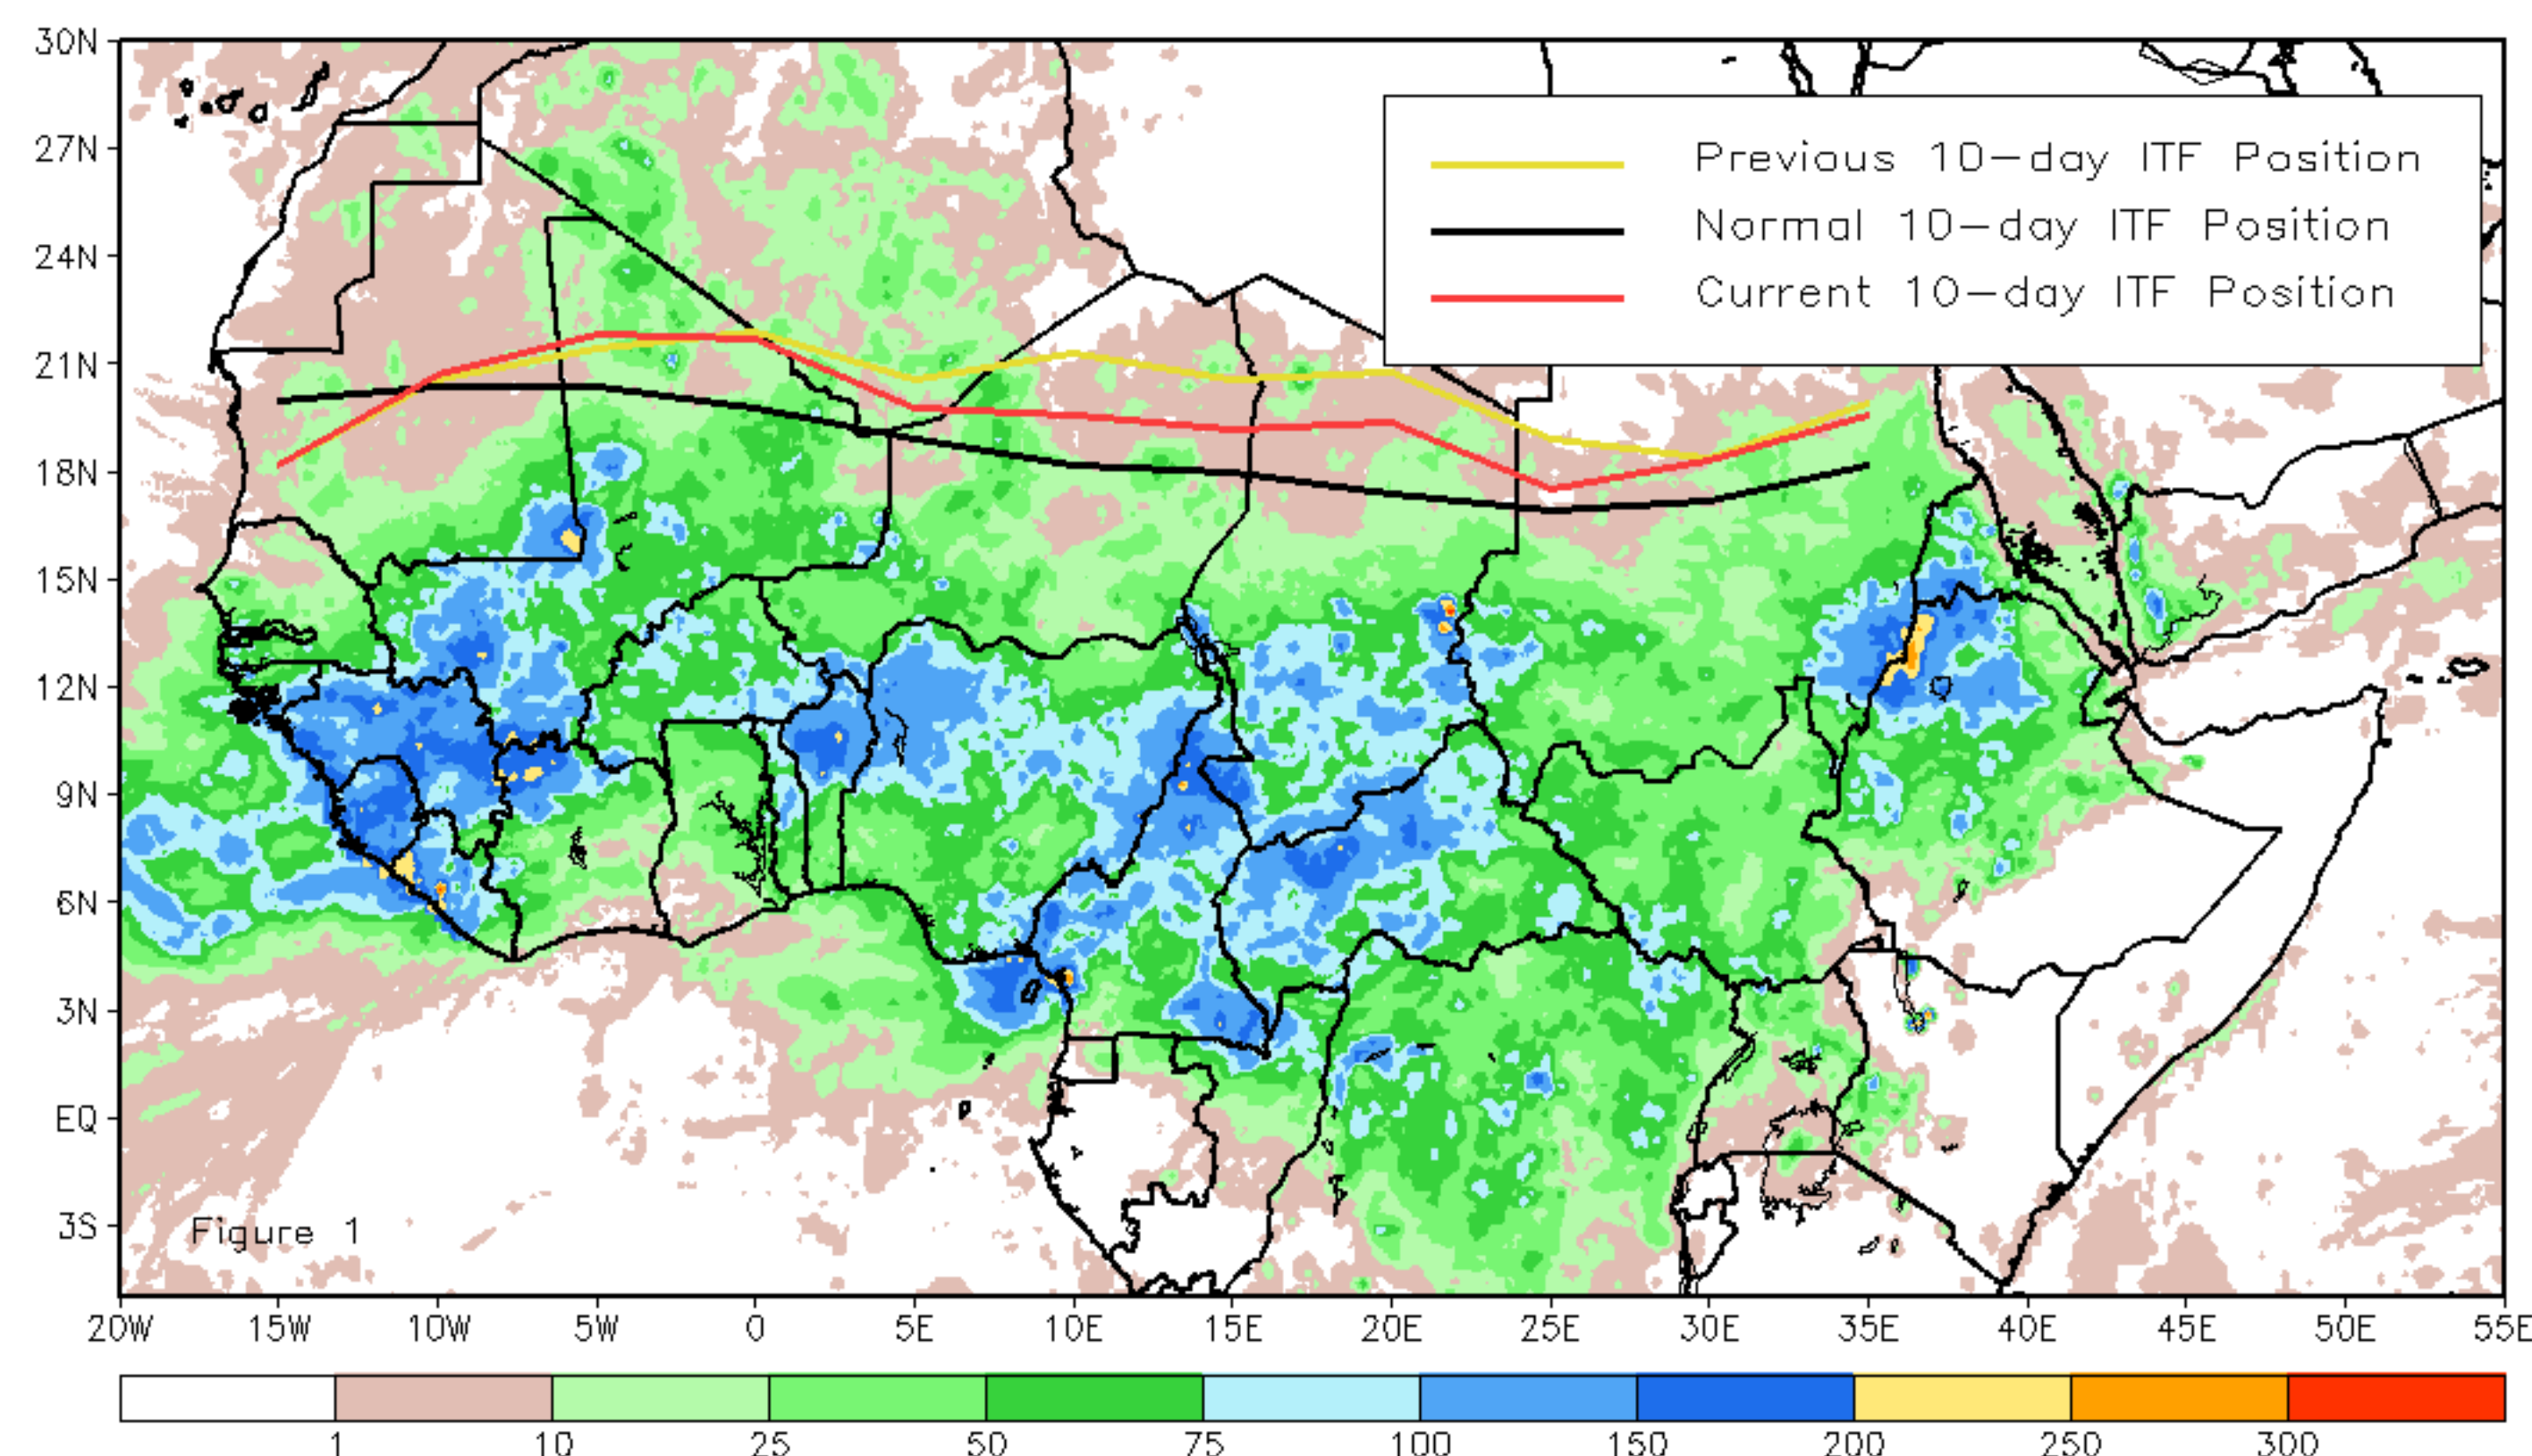 30N
27N
24N
21N
18N
15N
12N
9N
6N
3N
EQ
3S
Previous 10-day ITF Position
Normal 10-day ITF Position
Current 10-day ITF Position
Figure 1
20W 15W 10W 5W 0 5E 10E 15E 20E 25E 30E 35E 40E 45E 50E 55E
1 10 25 50 75 100 150 200 250 300